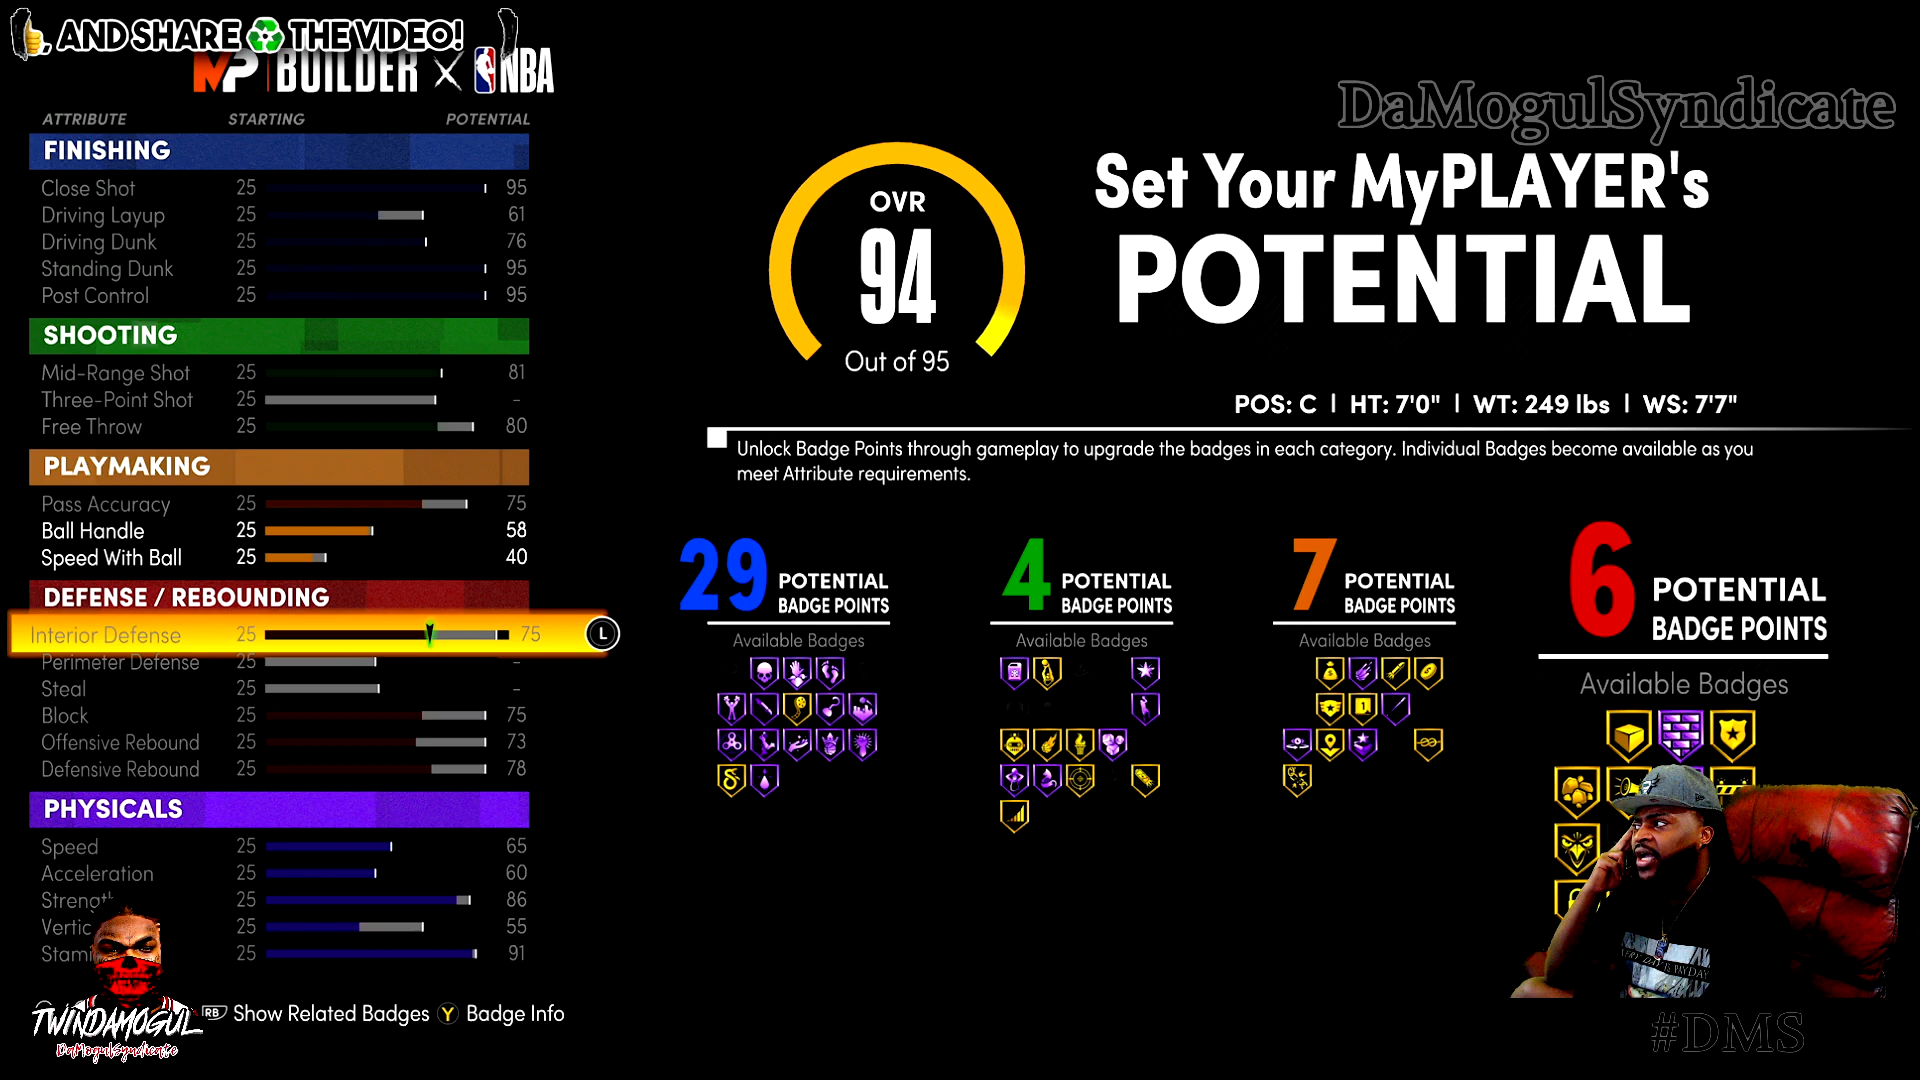 AND SHARE THE VIDEO!
MP | BUILDER X NBA
DaMogulSyndicate
ATTRIBUTE STARTING POTENTIAL
FINISHING
Close Shot 25 95
Driving Layup 25 61
Driving Dunk 25 76
Standing Dunk 25 95
Post Control 25 95
SHOOTING
Mid-Range Shot 25 81
Three-Point Shot 25 -
Free Throw 25 80
PLAYMAKING
Pass Accuracy 25 75
Ball Handle 25 58
Speed With Ball 25 40
DEFENSE / REBOUNDING
Interior Defense 25 75 L
Perimeter Defense 25 -
Steal 25 -
Block 25 75
Offensive Rebound 25 73
Defensive Rebound 25 78
PHYSICALS
Speed 25 65
Acceleration 25 60
Strengt 25 86
Vertic 25 55
Stam 25 91
RB Show Related Badges Y Badge Info
TWINDAMOGUL
DaMogulSyndicate
OVR
94
Out of 95
Set Your MyPLAYER's
POTENTIAL
POS: C | HT: 7'0" | WT: 249 lbs | WS: 7'7"
Unlock Badge Points through gameplay to upgrade the badges in each category. Individual Badges become available as you
meet Attribute requirements.
29 POTENTIAL
BADGE POINTS
Available Badges
4 POTENTIAL
BADGE POINTS
Available Badges
7 POTENTIAL
BADGE POINTS
Available Badges
6 POTENTIAL
BADGE POINTS
Available Badges
#DMS